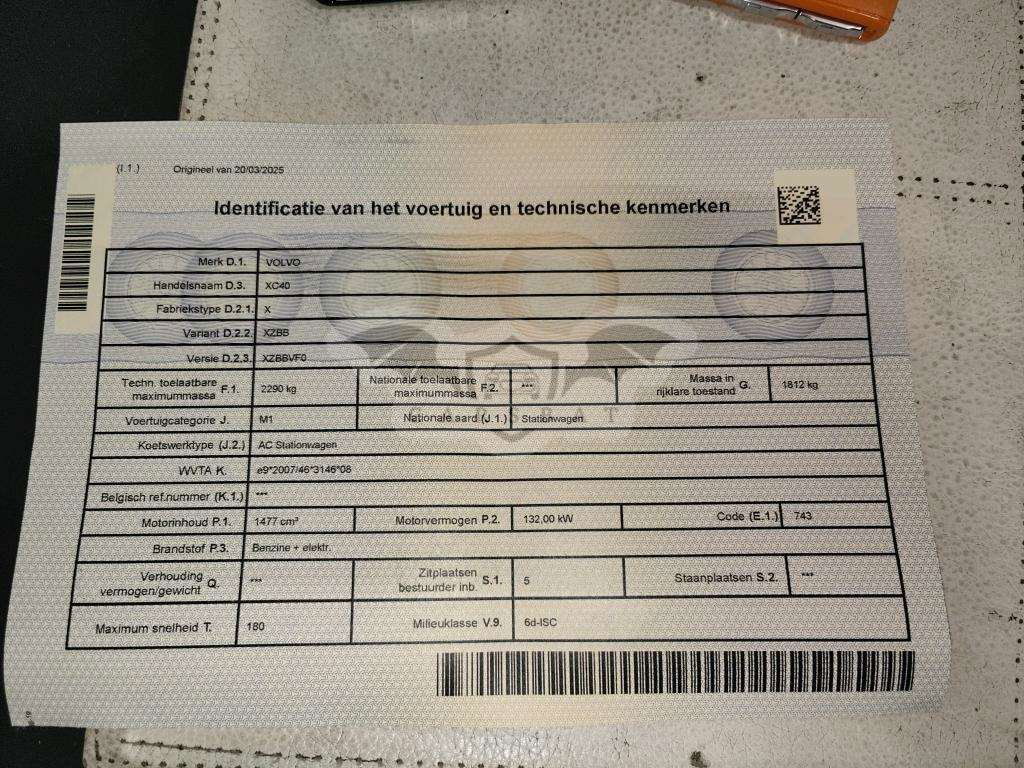 (I.1.) Origineel van 20/03/2025
Identificatie van het voertuig en technische kenmerken
Merk D.1. VOLVO
Handelsnaam D.3. XC40
Fabriekstype D.2.1. X
Variant D.2.2. XZBB
Versie D.2.3. XZBBVF0
Techn. toelaatbare maximummassa F.1. 2290 kg Nationale toelaatbare maximummassa F.2. *** Massa in rijklare toestand G. 1812 kg
Voertuigcategorie J. M1 Nationale aard (J.1.) Stationwagen
Koetswerktype (J.2.) AC Stationwagen
WVTA K. e9*2007/46*3146*08
Belgisch ref.nummer (K.1.) ***
Motorinhoud P.1. 1477 cm³ Motorvermogen P.2. 132,00 kW Code (E.1.) 743
Brandstof P.3. Benzine + elektr.
Verhouding vermogen/gewicht Q. *** Zitplaatsen bestuurder inb. S.1. 5 Staanplaatsen S.2. ***
Maximum snelheid T. 180 Milieuklasse V.9. 6d-ISC